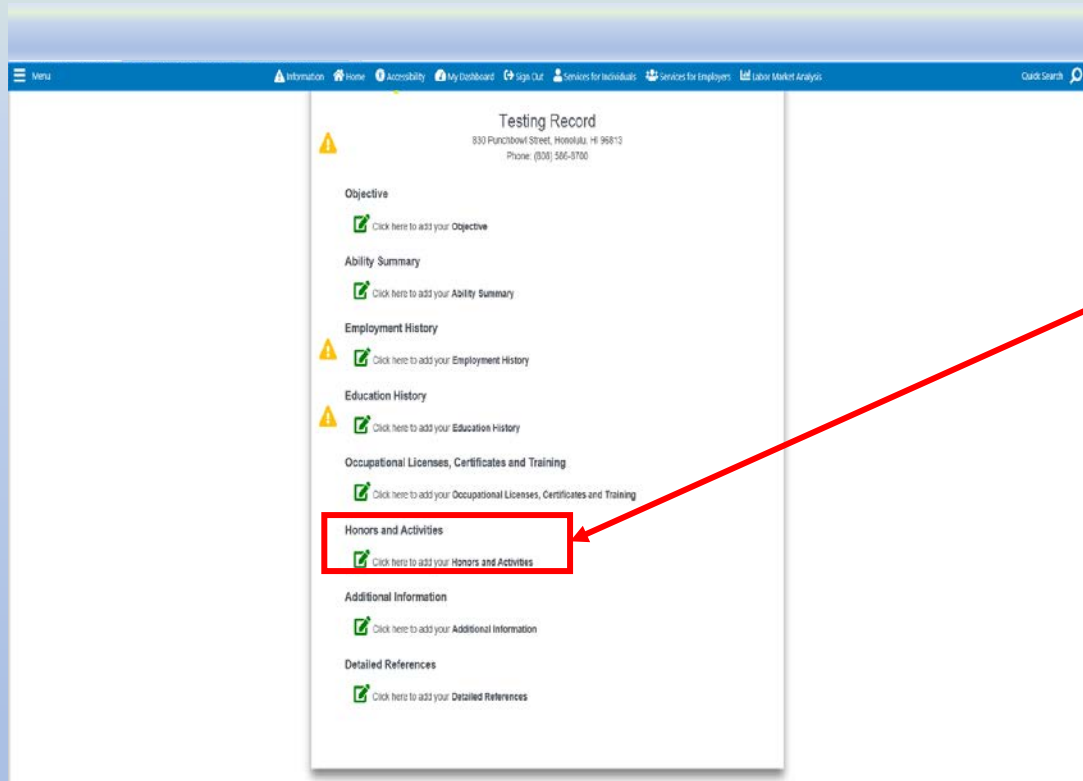 Menu Information Home Accessibility My Dashboard Sign Out Services for Individuals Services for Employers Labor Market Analysis Quick Search
Testing Record
830 Punchbowl Street, Honolulu, HI 96813
Phone: (808) 586-8700
Objective
Click here to add your Objective
Ability Summary
Click here to add your Ability Summary
Employment History
Click here to add your Employment History
Education History
Click here to add your Education History
Occupational Licenses, Certificates and Training
Click here to add your Occupational Licenses, Certificates and Training
Honors and Activities
Click here to add your Honors and Activities
Additional Information
Click here to add your Additional Information
Detailed References
Click here to add your Detailed References